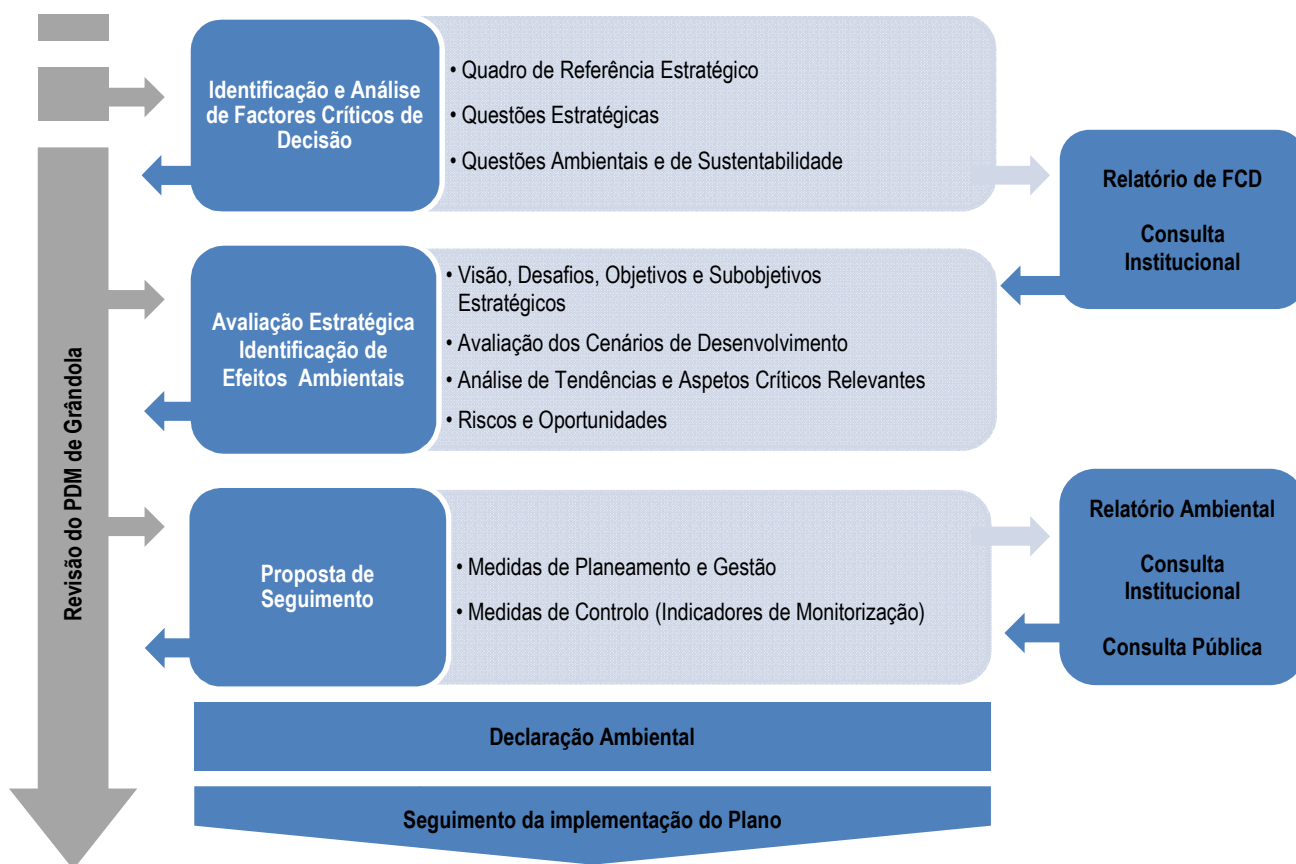 Revisão do PDM de Grândola
Identificação e Análise
de Factores Críticos de
Decisão
• Quadro de Referência Estratégico
• Questões Estratégicas
• Questões Ambientais e de Sustentabilidade
Relatório de FCD
Consulta
Institucional
Avaliação Estratégica
Identificação de
Efeitos Ambientais
• Visão, Desafios, Objetivos e Subobjetivos
Estratégicos
• Avaliação dos Cenários de Desenvolvimento
• Análise de Tendências e Aspetos Críticos Relevantes
• Riscos e Oportunidades
Proposta de
Seguimento
• Medidas de Planeamento e Gestão
• Medidas de Controlo (Indicadores de Monitorização)
Relatório Ambiental
Consulta
Institucional
Consulta Pública
Declaração Ambiental
Seguimento da implementação do Plano